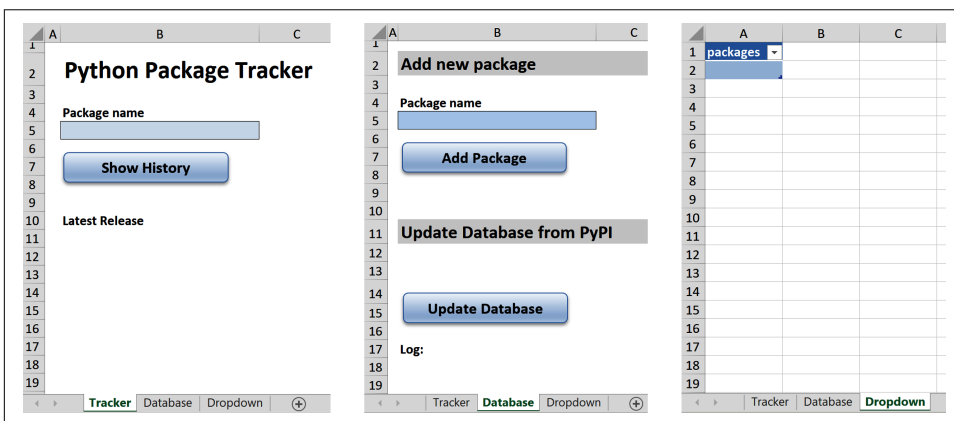 A B C
1
2 Python Package Tracker
3
4 Package name
5
6
7 Show History
8
9
10 Latest Release
11
12
13
14
15
16
17
18
19
Tracker Database Dropdown
A B C
1
2 Add new package
3
4 Package name
5
6
7 Add Package
8
9
10
11 Update Database from PyPI
12
13
14
15 Update Database
16
17 Log:
18
19
Tracker Database Dropdown
A B C
1 packages
2
3
4
5
6
7
8
9
10
11
12
13
14
15
16
17
18
19
Tracker Database Dropdown